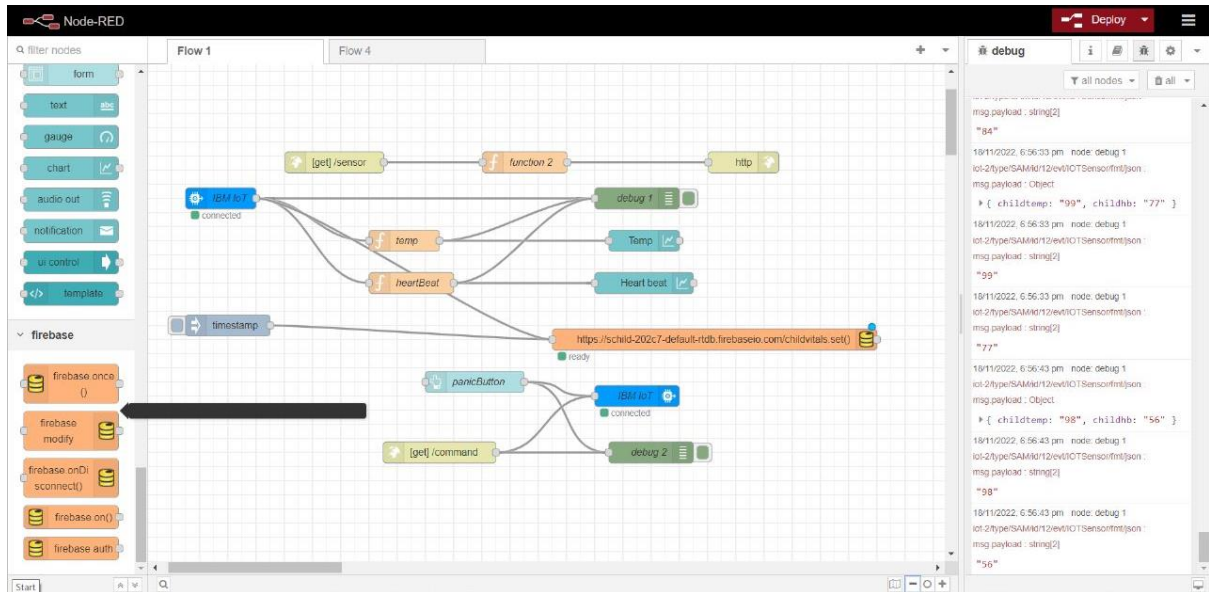 Node-RED
Deploy
filter nodes
Flow 1
Flow 4
debug
i
all nodes
all
form
text
abc
gauge
chart
audio out
notification
ui control
</> template
firebase
firebase once
()
firebase
modify
firebase onDi
sconnect()
firebase on()
firebase auth
Start
[get] /sensor
function 2
http
IBM IoT
connected
debug 1
temp
Temp
heartBeat
Heart beat
timestamp
https://schild-202c7-default-rtdb.firebaseio.com/childvitals.set()
ready
panicButton
IBM IoT
connected
[get] /command
debug 2
msg.payload : string[2]
"84"
18/11/2022, 6:56:33 pm node: debug 1
iot-2/type/SAM/id/12/evt/IOTSensor/fmt/json :
msg.payload : Object
{ childtemp: "99", childhb: "77" }
18/11/2022, 6:56:33 pm node: debug 1
iot-2/type/SAM/id/12/evt/IOTSensor/fmt/json :
msg.payload : string[2]
"99"
18/11/2022, 6:56:33 pm node: debug 1
iot-2/type/SAM/id/12/evt/IOTSensor/fmt/json :
msg.payload : string[2]
"77"
18/11/2022, 6:56:43 pm node: debug 1
iot-2/type/SAM/id/12/evt/IOTSensor/fmt/json :
msg.payload : Object
{ childtemp: "98", childhb: "56" }
18/11/2022, 6:56:43 pm node: debug 1
iot-2/type/SAM/id/12/evt/IOTSensor/fmt/json :
msg.payload : string[2]
"98"
18/11/2022, 6:56:43 pm node: debug 1
iot-2/type/SAM/id/12/evt/IOTSensor/fmt/json :
msg.payload : string[2]
"56"